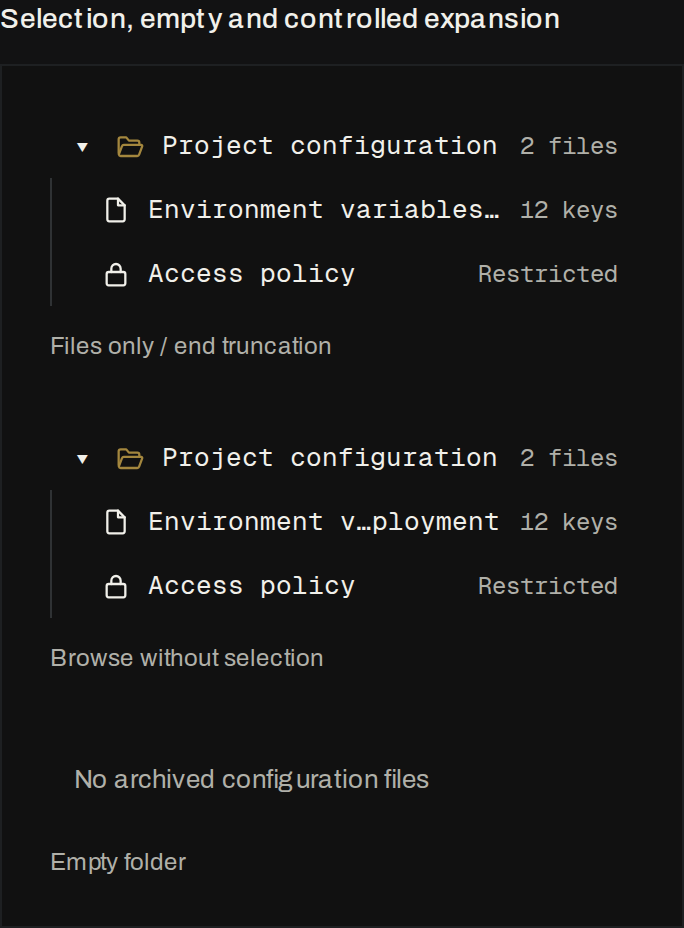 Selection, empty and controlled expansion
Project configuration 2 files
Environment variables… 12 keys
Access policy Restricted
Files only / end truncation
Project configuration 2 files
Environment v…ployment 12 keys
Access policy Restricted
Browse without selection
No archived configuration files
Empty folder